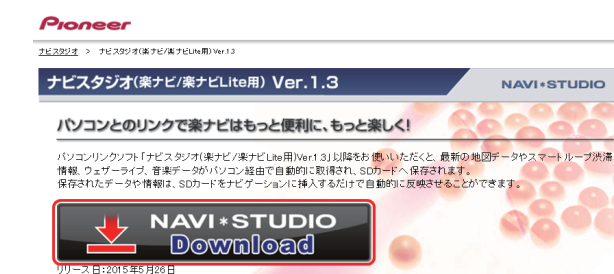 Pioneer
ナビスタジオ > ナビスタジオ(楽ナビ/楽ナビLite用) Ver.1.3
ナビスタジオ(楽ナビ/楽ナビLite用) Ver.1.3 NAVI*STUDIO
パソコンとのリンクで楽ナビはもっと便利に、もっと楽しく!
パソコンリンクソフト「ナビスタジオ(楽ナビ/楽ナビLite用)Ver1.3」以降をお使いいただくと、最新の地図データやスマートループ渋滞
情報、ウェザーライブ、音楽データがパソコン経由で自動的に取得され、SDカードへ保存されます。
保存されたデータや情報は、SDカードをナビゲーションに挿入するだけで自動的に反映させることができます。
NAVI*STUDIO
Download
リリース日:2015年5月26日